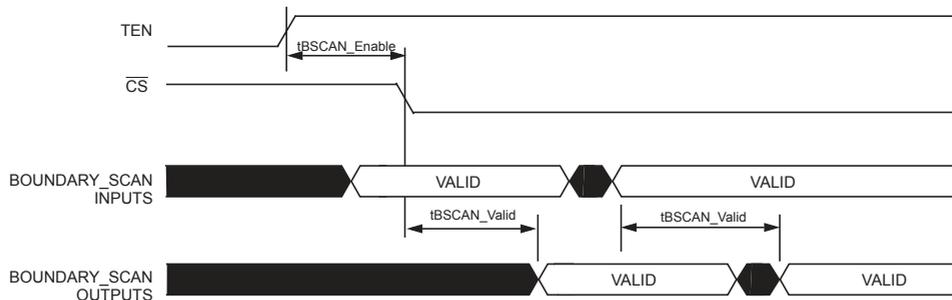 TEN
tBSCAN_Enable
CS
BOUNDARY_SCAN
INPUTS
VALID
VALID
tBSCAN_Valid
tBSCAN_Valid
BOUNDARY_SCAN
OUTPUTS
VALID
VALID